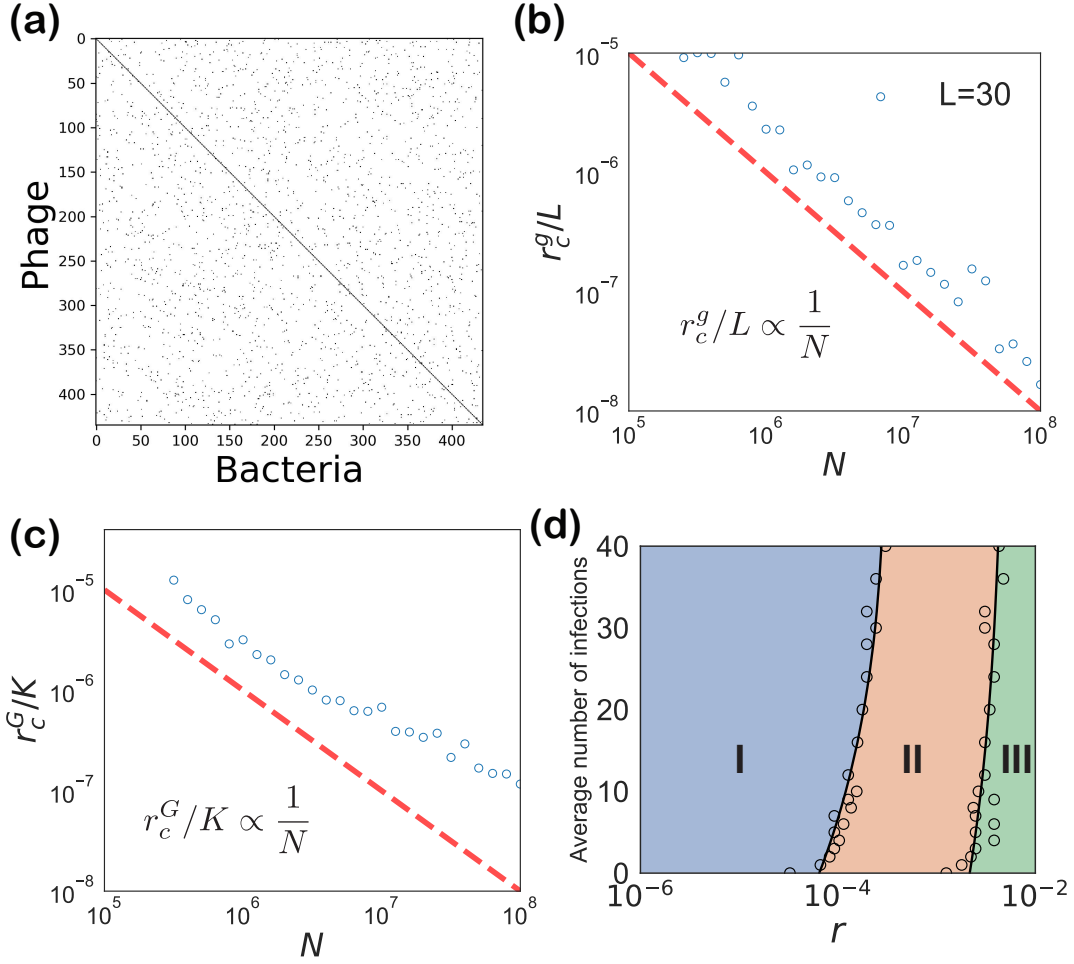 (a)
0
50
100
150
200
250
300
350
400
Phage
0 50 100 150 200 250 300 350 400
Bacteria
(b)
10^-5
10^-6
10^-7
10^-8
r_c^g/L
L=30
r_c^g/L ∝ 1/N
10^5 10^6 10^7 10^8
N
(c)
10^-5
10^-6
10^-7
10^-8
r_c^G/K
r_c^G/K ∝ 1/N
10^5 10^6 10^7 10^8
N
(d)
40
30
20
10
0
Average number of infections
I II III
10^-6 10^-4 10^-2
r